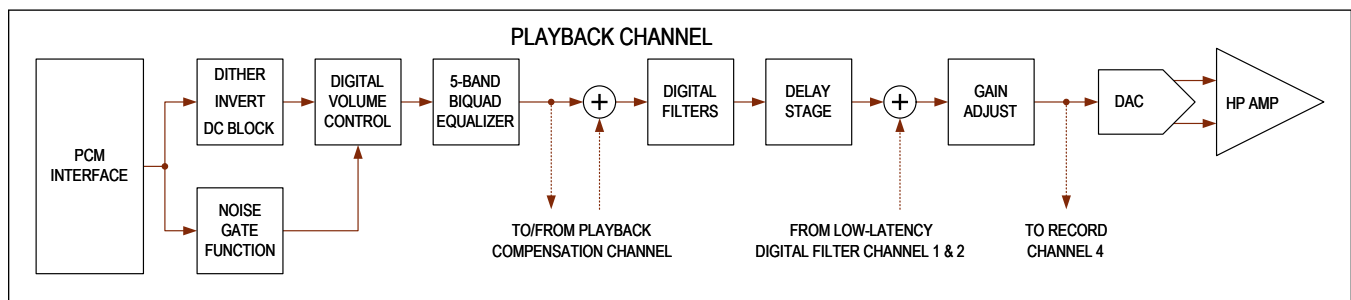 PLAYBACK CHANNEL
PCM
INTERFACE
DITHER
INVERT
DC BLOCK
NOISE
GATE
FUNCTION
DIGITAL
VOLUME
CONTROL
5-BAND
BIQUAD
EQUALIZER
+
TO/FROM PLAYBACK
COMPENSATION CHANNEL
DIGITAL
FILTERS
DELAY
STAGE
+
FROM LOW-LATENCY
DIGITAL FILTER CHANNEL 1 & 2
GAIN
ADJUST
TO RECORD
CHANNEL 4
DAC
HP AMP